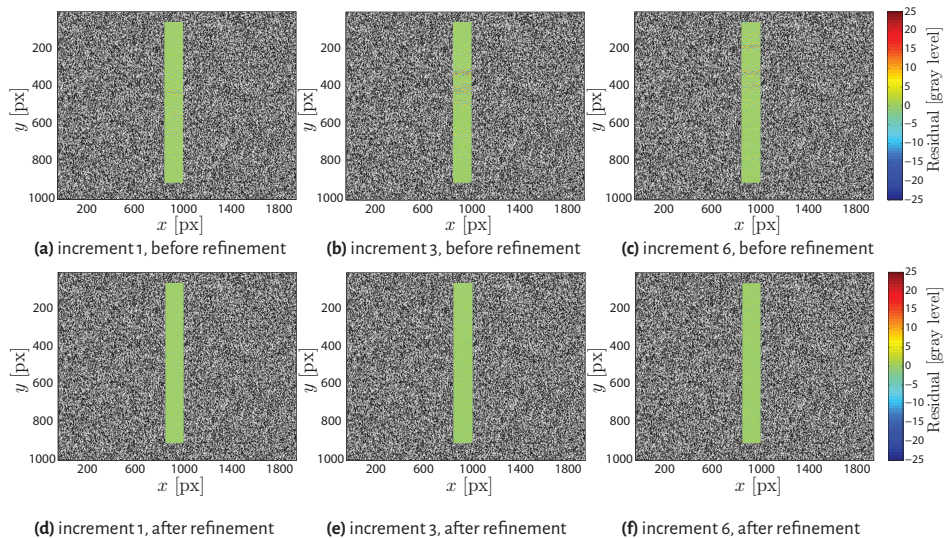 25
20
15
10
5
0
−5
−10
−15
−20
−25
Residual [gray level]
200
400
600
800
1000
y [px]
200 600 1000 1400 1800
200 600 1000 1400 1800
200 600 1000 1400 1800
x [px]
x [px]
x [px]
(a) increment 1, before refinement
(b) increment 3, before refinement
(c) increment 6, before refinement
25
20
15
10
5
0
−5
−10
−15
−20
−25
Residual [gray level]
y [px]
200
400
600
800
1000
y [px]
200
400
600
800
1000
y [px]
200
400
600
800
1000
y [px]
200
400
600
800
1000
y [px]
200
400
600
800
1000
y [px]
200 600 1000 1400 1800
200 600 1000 1400 1800
200 600 1000 1400 1800
x [px]
x [px]
x [px]
(d) increment 1, after refinement
(e) increment 3, after refinement
(f) increment 6, after refinement